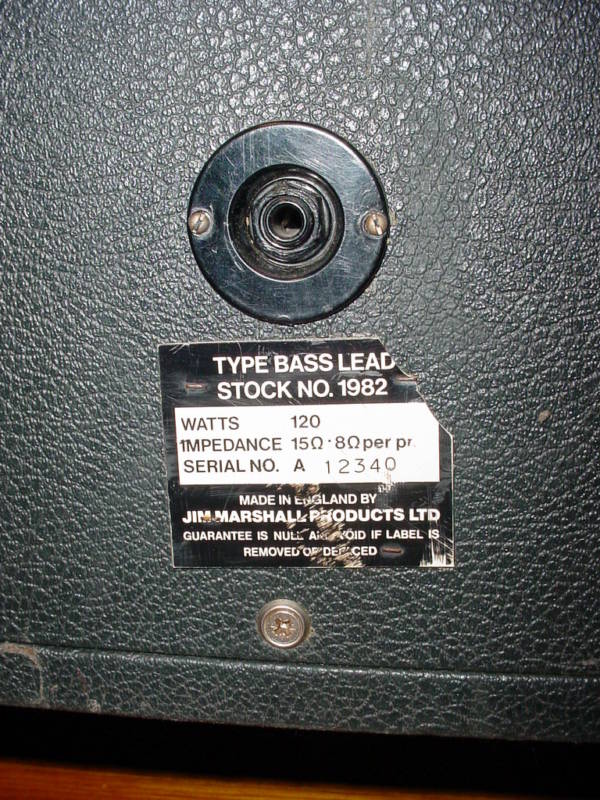 TYPE BASS LEAD
STOCK NO. 1982
WATTS 120
IMPEDANCE 15Ω·8Ω per pr.
SERIAL NO. A 12340
MADE IN ENGLAND BY
JIM MARSHALL PRODUCTS LTD
GUARANTEE IS NULL AND VOID IF LABEL IS
REMOVED OR DEFACED